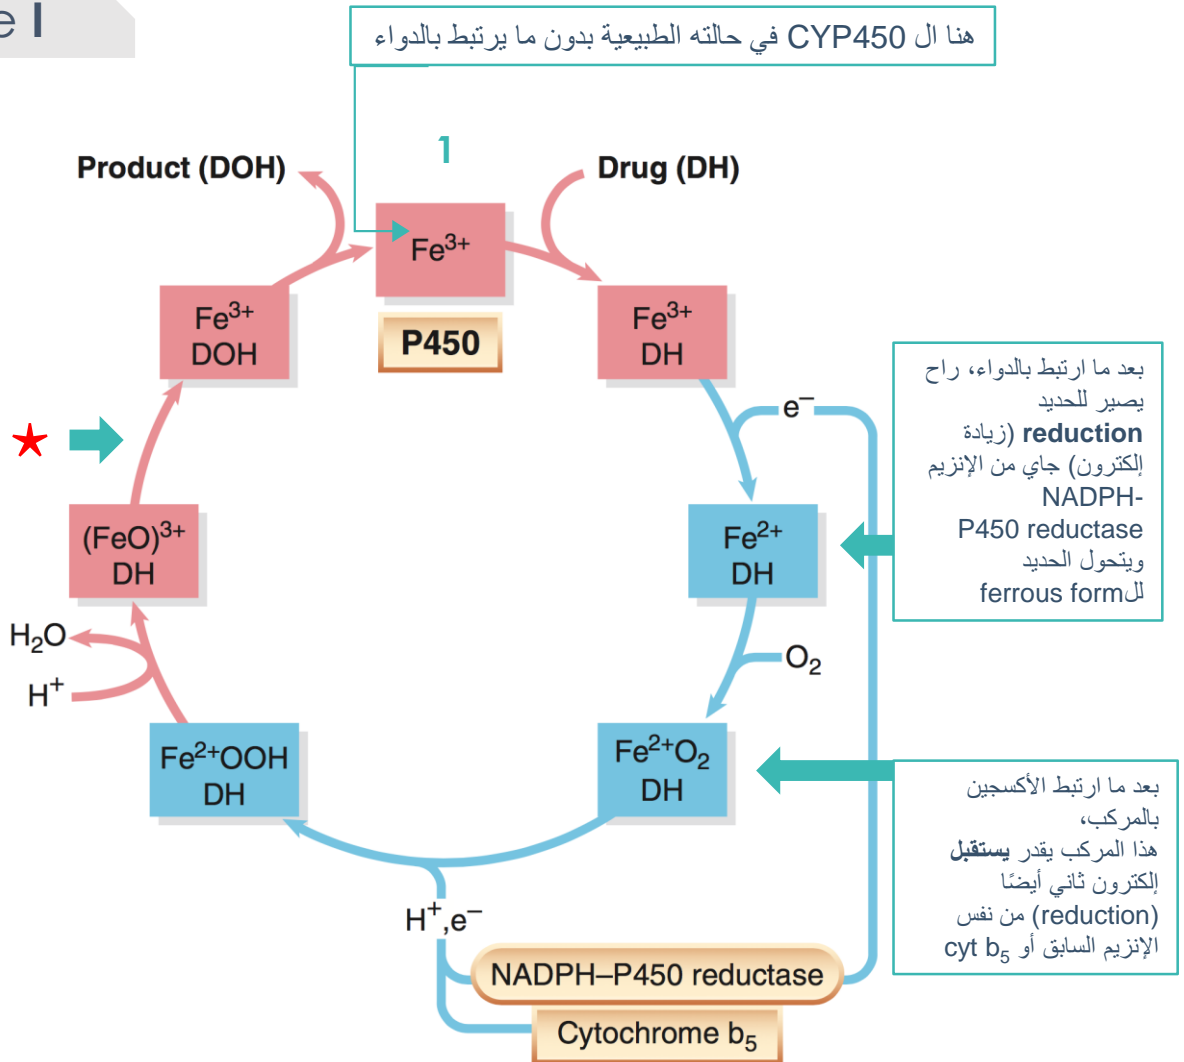 e I
هنا ال CYP450 في حالته الطبيعية بدون ما يرتبط بالدواء
1
Product (DOH)
Drug (DH)
Fe³⁺
P450
Fe³⁺
DH
Fe³⁺
DOH
بعد ما ارتبط بالدواء، راح
يصير للحديد
reduction (زيادة
إلكترون) جاي من الإنزيم
NADPH-
P450 reductase
ويتحول الحديد
للferrous form
e⁻
Fe²⁺
DH
(FeO)³⁺
DH
O₂
H₂O
H⁺
Fe²⁺O₂
DH
Fe²⁺OOH
DH
بعد ما ارتبط الأكسجين
بالمركب،
هذا المركب يقدر يستقبل
إلكترون ثاني أيضًا
(reduction) من نفس
الإنزيم السابق أو cyt b₅
H⁺,e⁻
NADPH–P450 reductase
Cytochrome b₅